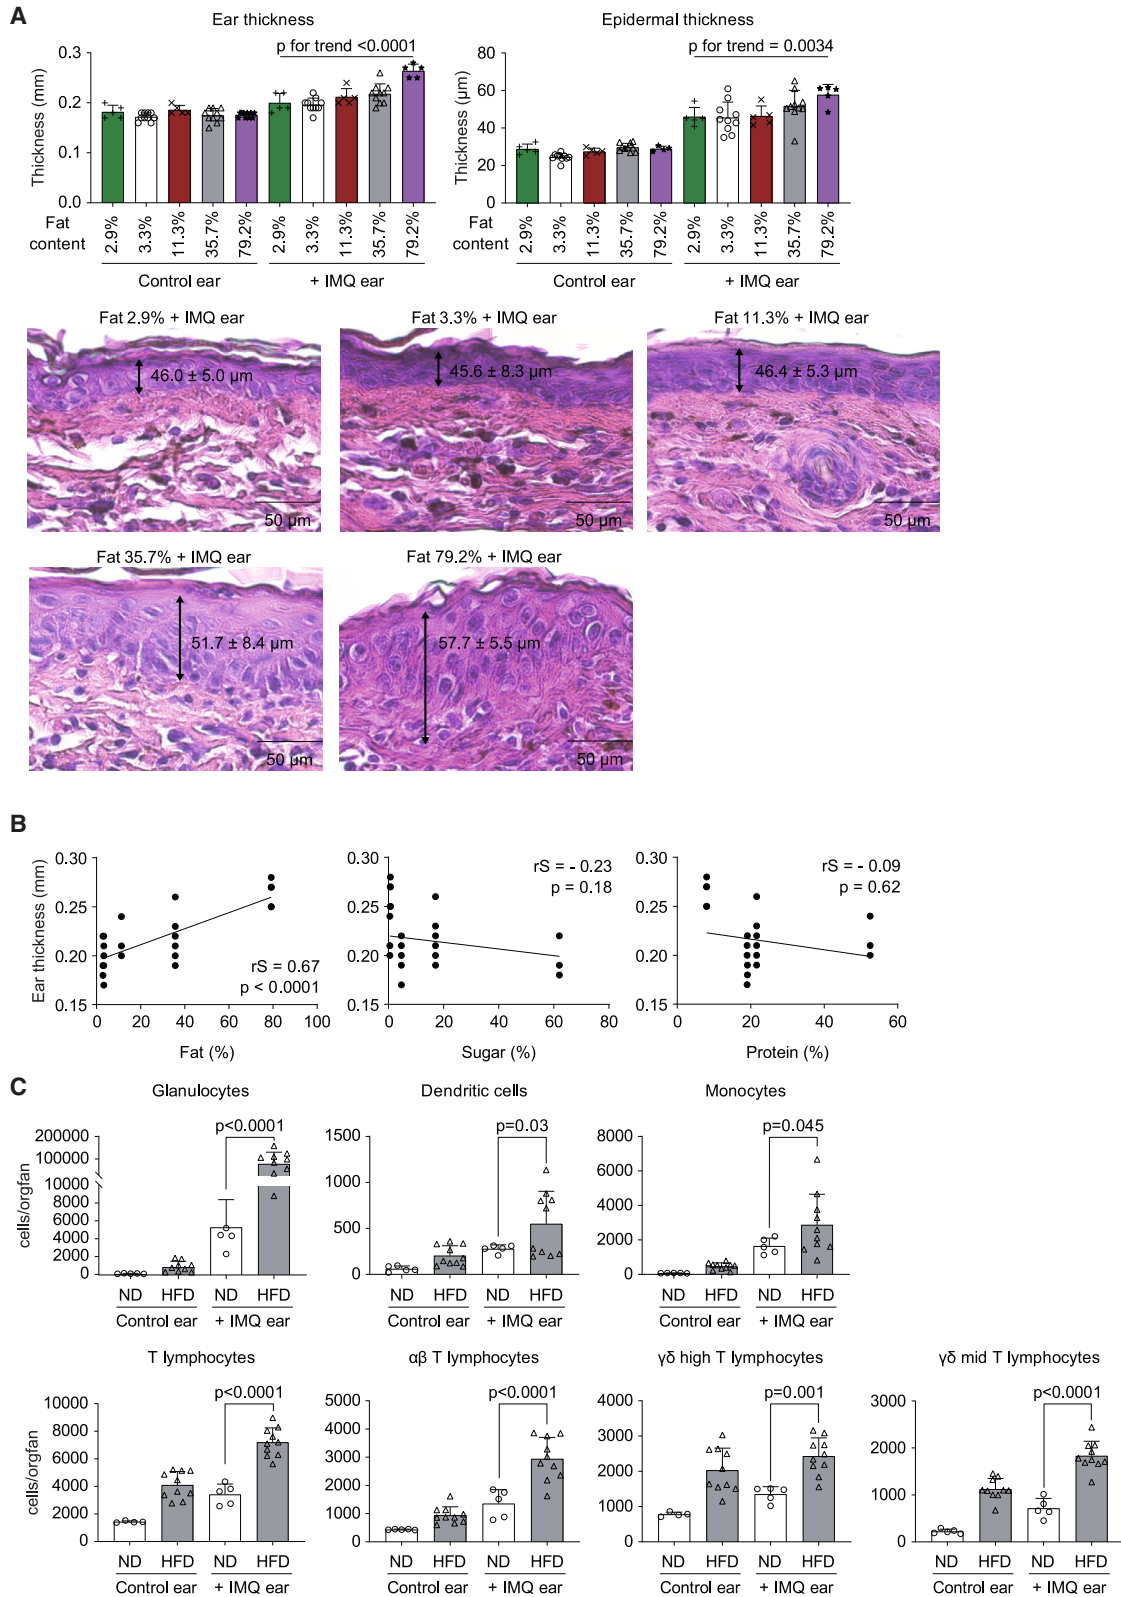 A
Ear thickness
Epidermal thickness
p for trend <0.0001
p for trend = 0.0034
Thickness (mm)
0.3
0.2
0.1
0
Thickness (µm)
80
60
40
20
0
Fat content
2.9% 3.3% 11.3% 35.7% 79.2% 2.9% 3.3% 11.3% 35.7% 79.2%
Control ear + IMQ ear
Fat content
2.9% 3.3% 11.3% 35.7% 79.2% 2.9% 3.3% 11.3% 35.7% 79.2%
Control ear + IMQ ear
Fat 2.9% + IMQ ear
46.0 ± 5.0 µm
50 µm
Fat 3.3% + IMQ ear
45.6 ± 8.3 µm
50 µm
Fat 11.3% + IMQ ear
46.4 ± 5.3 µm
50 µm
Fat 35.7% + IMQ ear
51.7 ± 8.4 µm
50 µm
Fat 79.2% + IMQ ear
57.7 ± 5.5 µm
50 µm
B
Ear thickness (mm)
0.30
0.25
0.20
0.15
rS = 0.67
p < 0.0001
0 20 40 60 80 100
Fat (%)
0.30
0.25
0.20
0.15
rS = - 0.23
p = 0.18
0 20 40 60 80
Sugar (%)
0.30
0.25
0.20
0.15
rS = - 0.09
p = 0.62
0 20 40 60
Protein (%)
C
Glanulocytes
cells/orgfan
200000
100000
10000
8000
6000
4000
2000
0
p<0.0001
ND HFD ND HFD
Control ear + IMQ ear
Dendritic cells
1500
1000
500
0
p=0.03
ND HFD ND HFD
Control ear + IMQ ear
Monocytes
8000
6000
4000
2000
0
p=0.045
ND HFD ND HFD
Control ear + IMQ ear
T lymphocytes
cells/orgfan
10000
8000
6000
4000
2000
0
p<0.0001
ND HFD ND HFD
Control ear + IMQ ear
αβ T lymphocytes
5000
4000
3000
2000
1000
0
p<0.0001
ND HFD ND HFD
Control ear + IMQ ear
γδ high T lymphocytes
4000
3000
2000
1000
0
p=0.001
ND HFD ND HFD
Control ear + IMQ ear
γδ mid T lymphocytes
3000
2000
1000
0
p<0.0001
ND HFD ND HFD
Control ear + IMQ ear